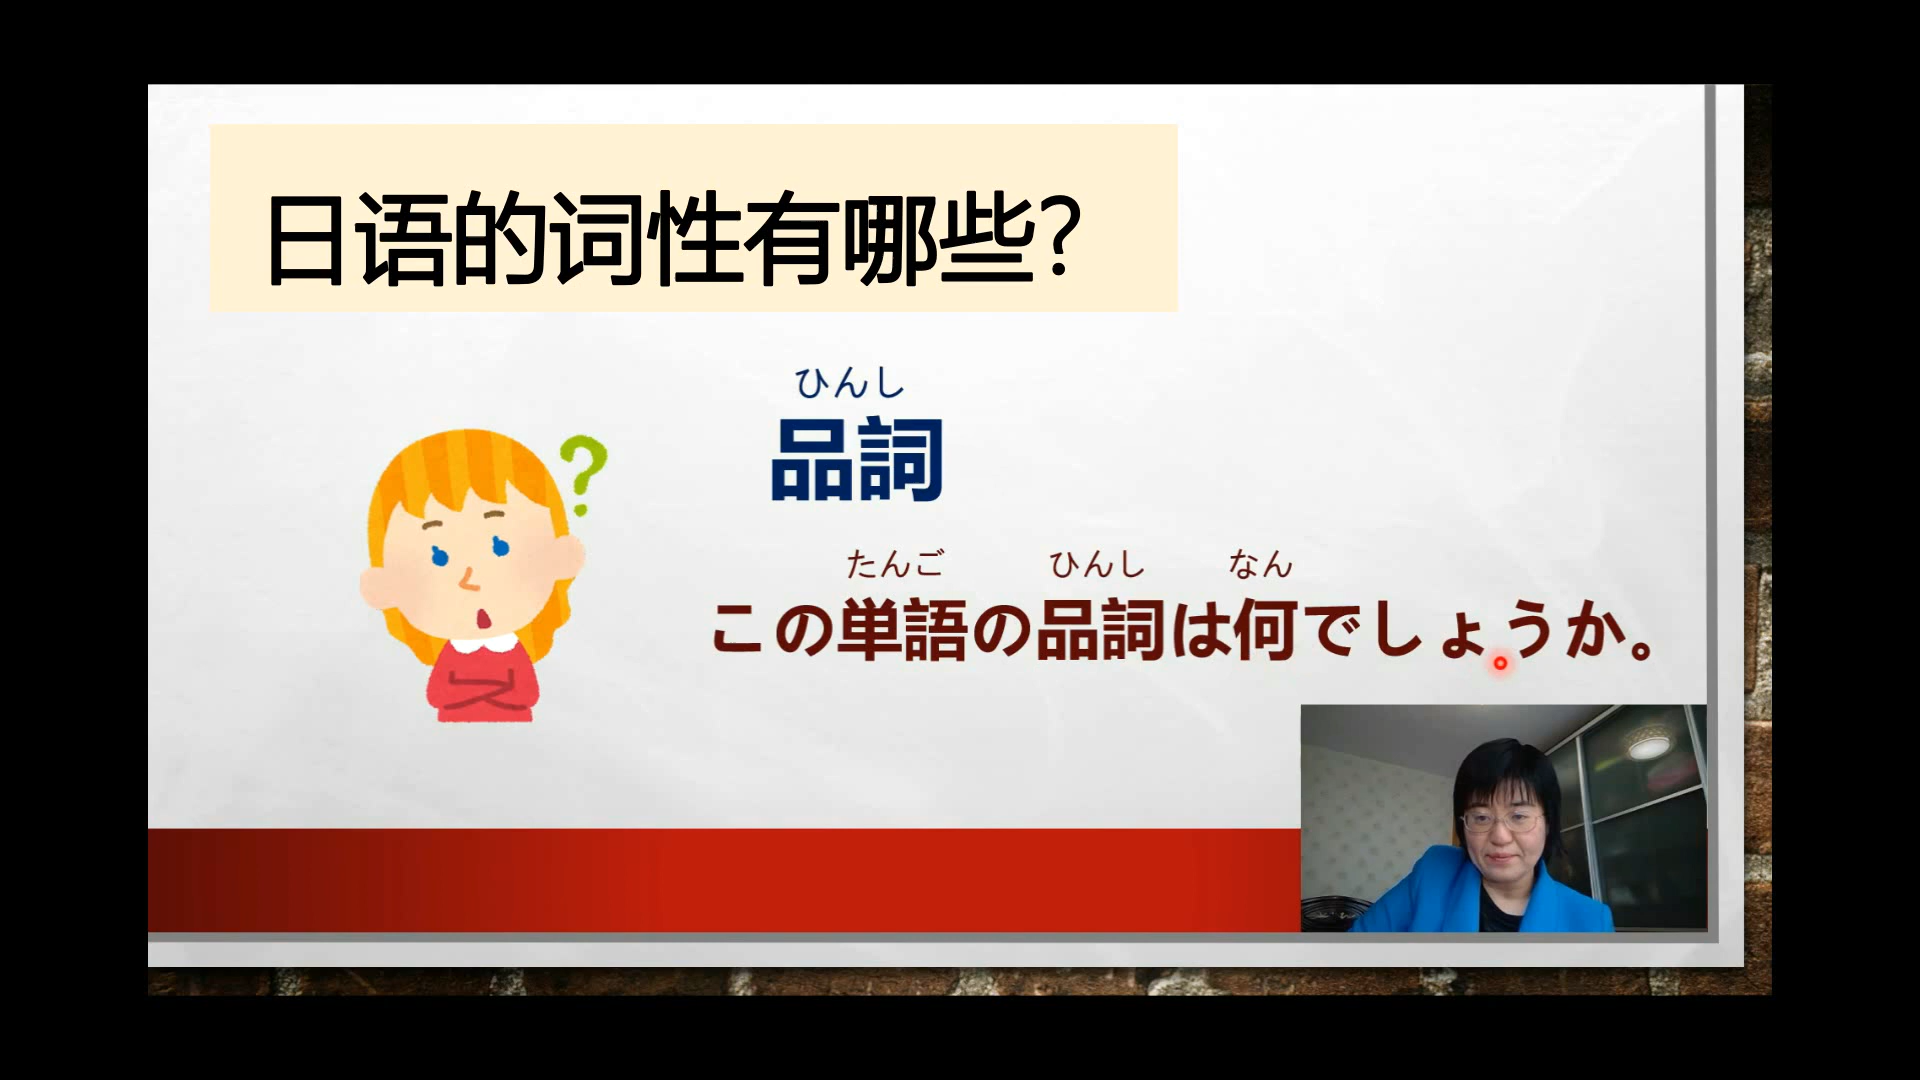 日语的词性有哪些?
ひんし
品詞
たんご ひんし なん
この単語の品詞は何でしょうか。